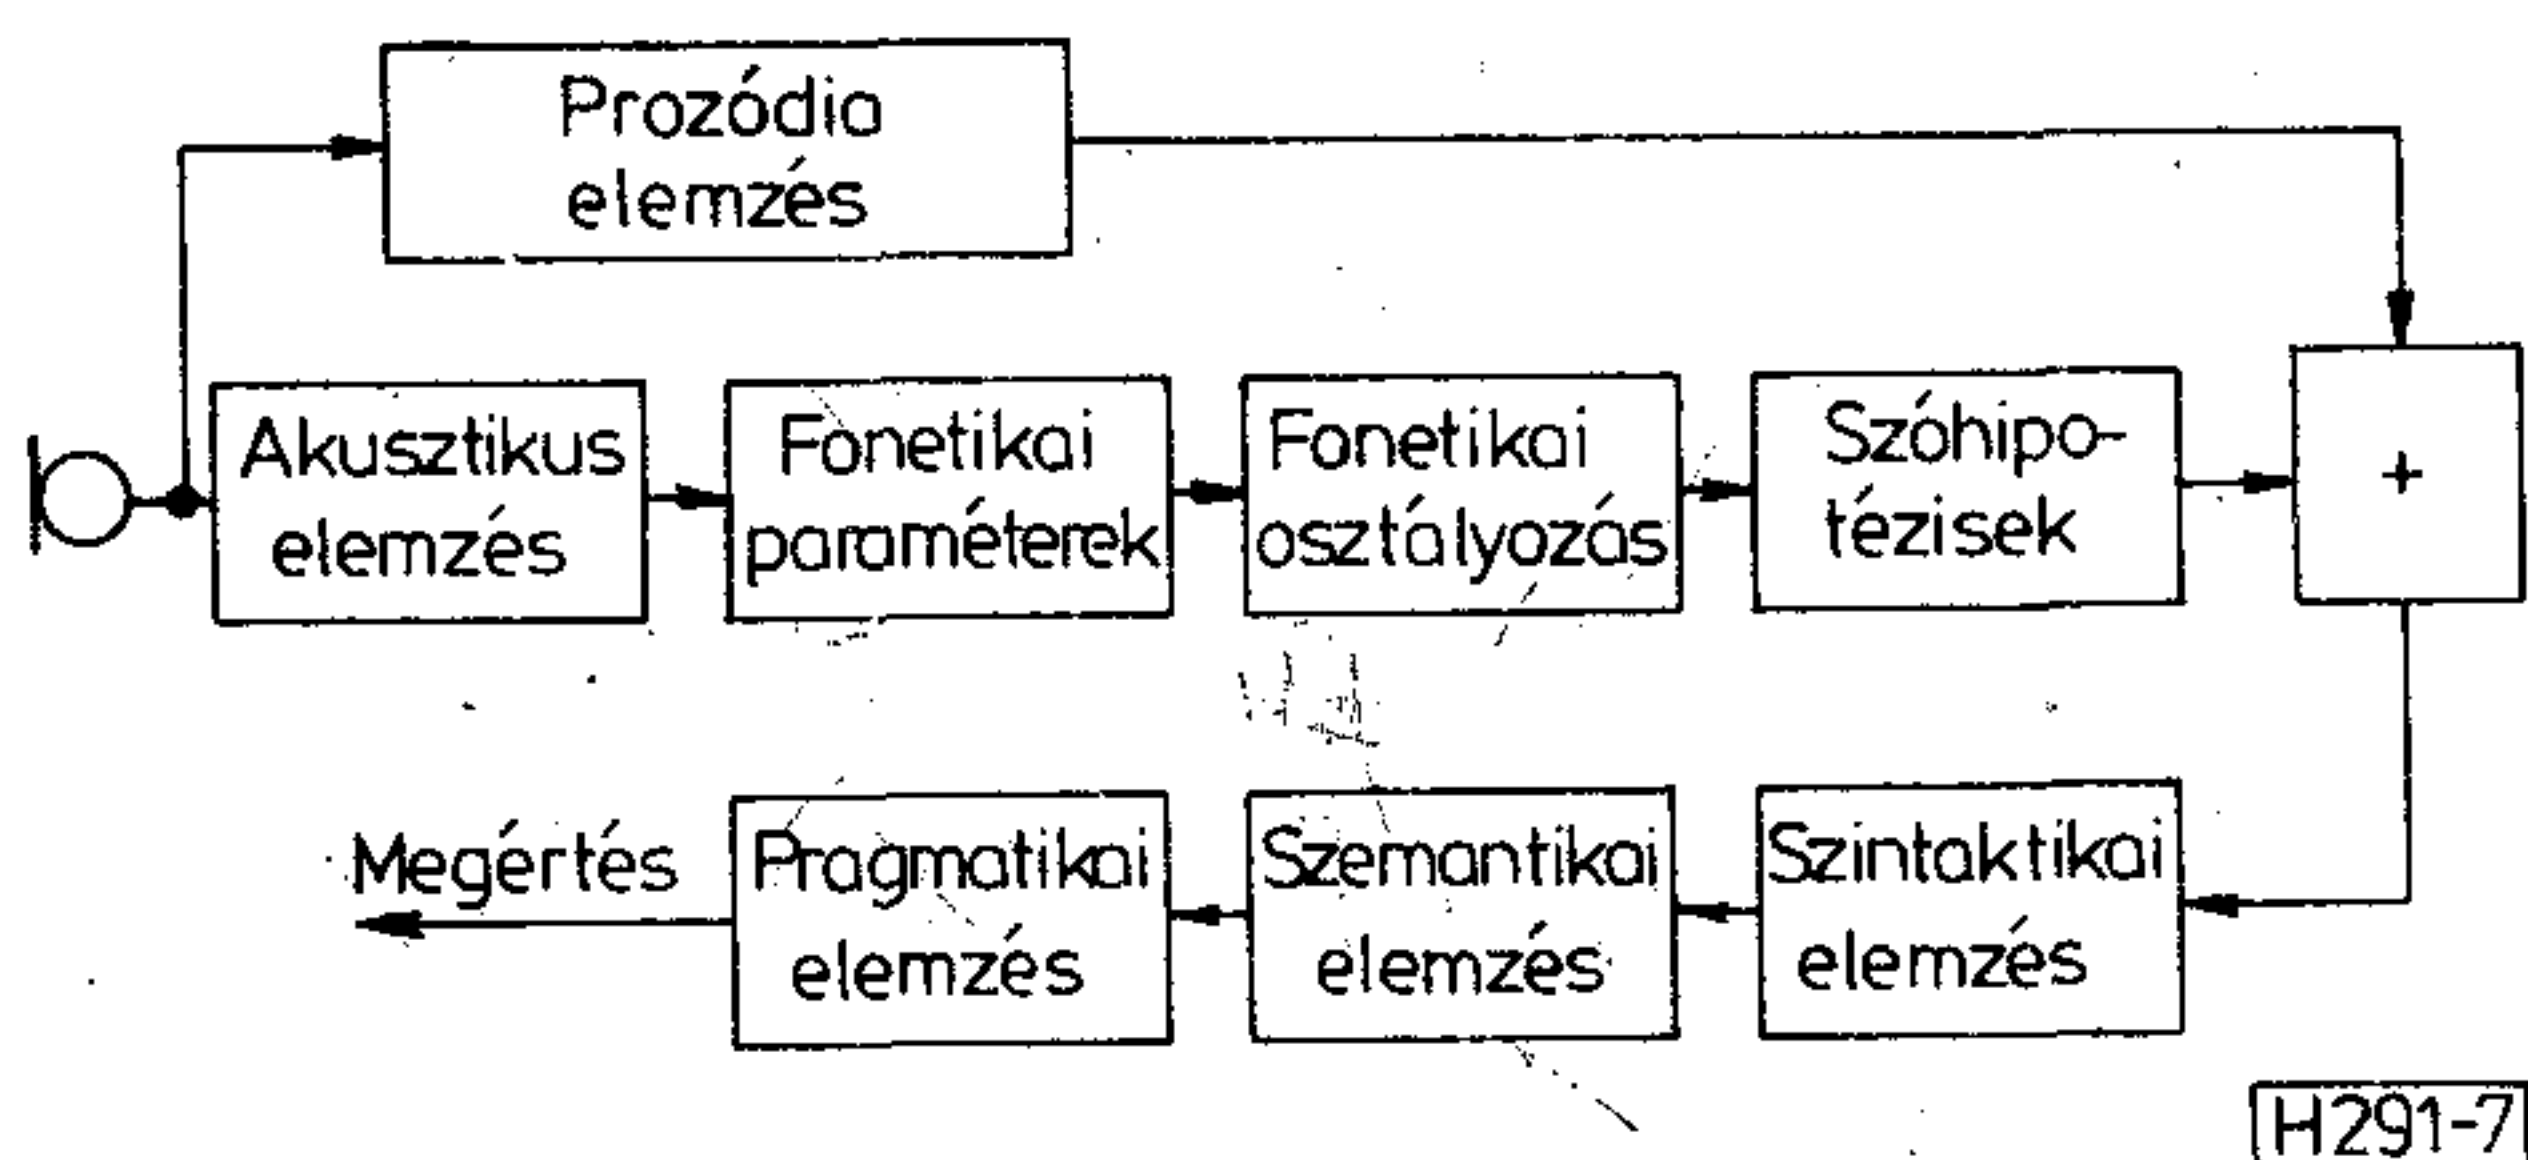 Prozódia
elemzés
Akusztikus
elemzés
Fonetikai
paraméterek
Fonetikai
osztályozás
Szóhipo-
tézisek
+
Megértés
Pragmatikai
elemzés
Szemantikai
elemzés
Szintaktikai
elemzés
H291-7